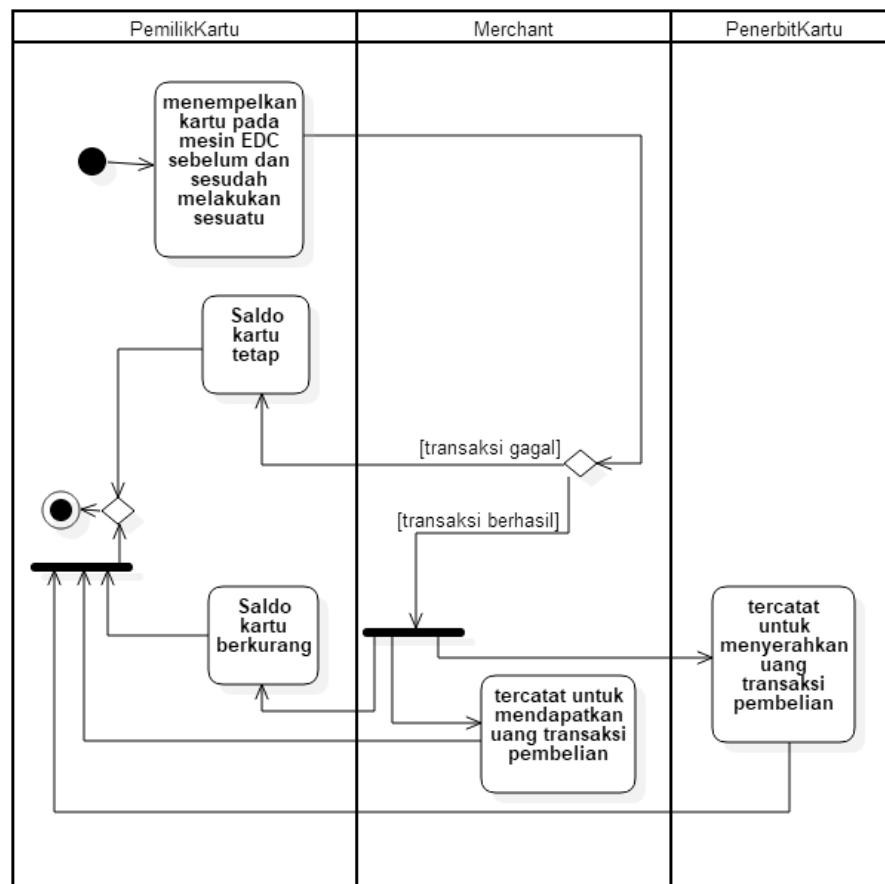 PemilikKartu
Merchant
PenerbitKartu
menempelkan
kartu pada
mesin EDC
sebelum dan
sesudah
melakukan
sesuatu
Saldo
kartu
tetap
[transaksi gagal]
[transaksi berhasil]
Saldo
kartu
berkurang
tercatat untuk
mendapatkan
uang transaksi
pembelian
tercatat
untuk
menyerahkan
uang
transaksi
pembelian